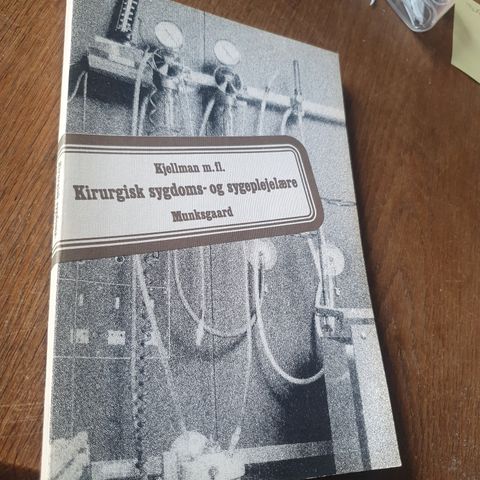 Kjellman m.fl.
Kirurgisk sygdoms- og sygeplejelære
Munksgaard